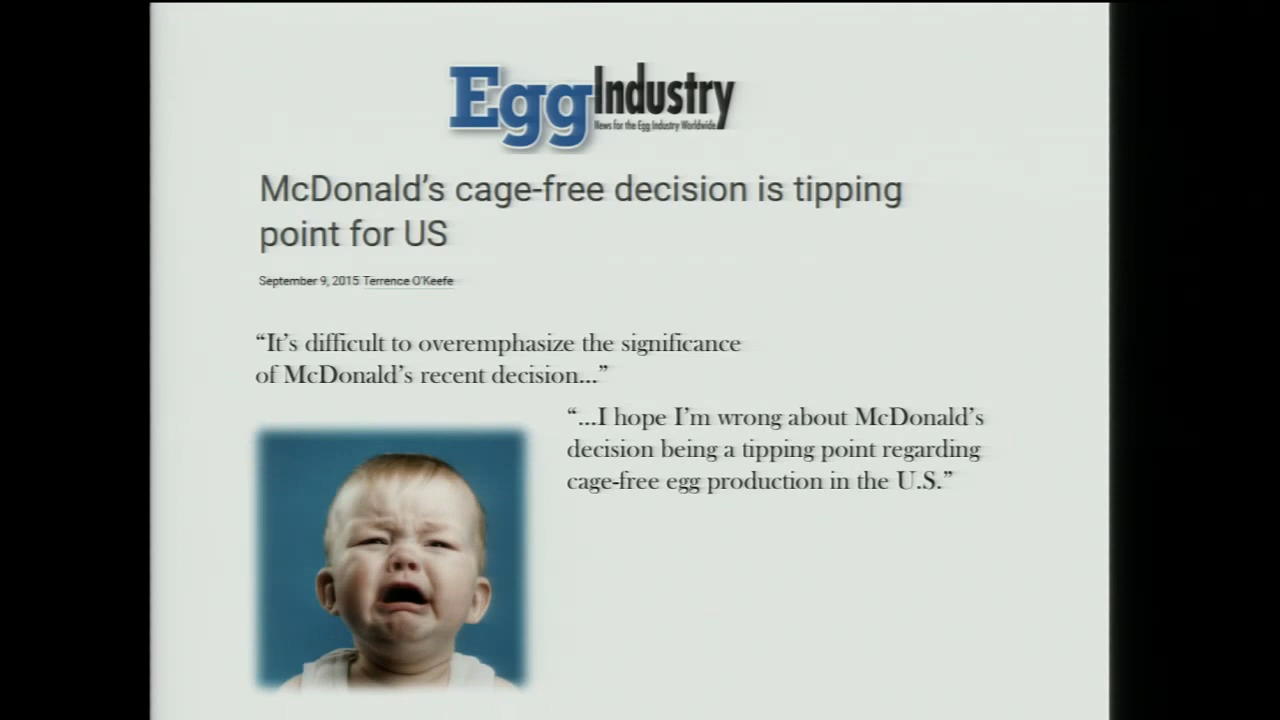 Egg Industry
News for the Egg Industry Worldwide
McDonald’s cage-free decision is tipping
point for US
September 9, 2015 Terrence O'Keefe
“It’s difficult to overemphasize the significance
of McDonald’s recent decision...”
“...I hope I’m wrong about McDonald’s
decision being a tipping point regarding
cage-free egg production in the U.S.”